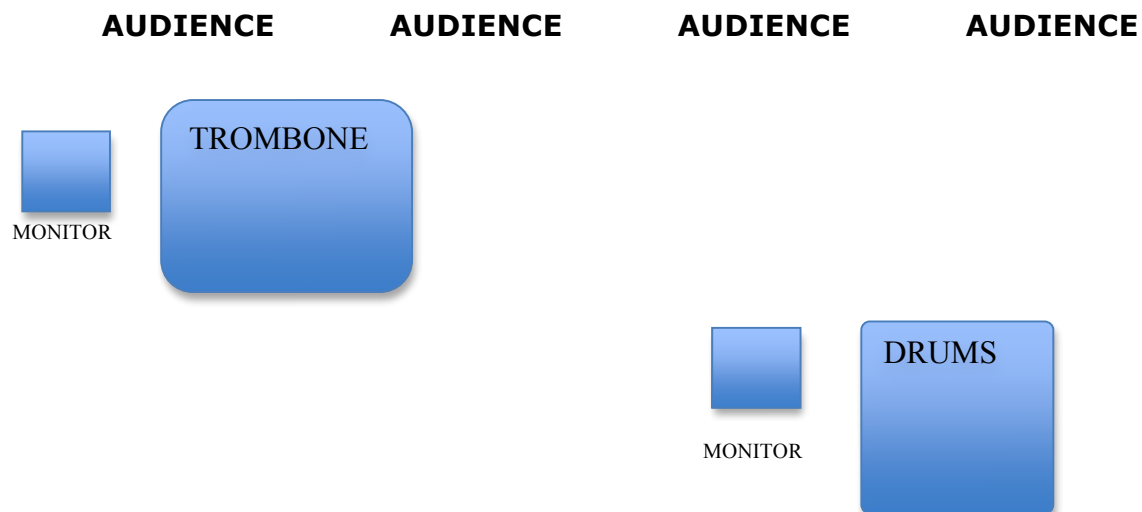 AUDIENCE AUDIENCE AUDIENCE AUDIENCE
TROMBONE
MONITOR
DRUMS
MONITOR